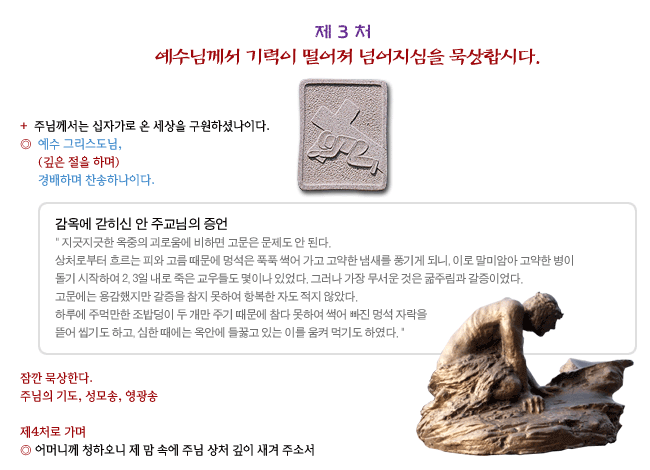 제 3 처
예수님께서 기력이 떨어져 넘어지심을 묵상합시다.
+ 주님께서는 십자가로 온 세상을 구원하셨나이다.
◎ 예수 그리스도님,
(깊은 절을 하며)
경배하며 찬송하나이다.
감옥에 갇히신 안 주교님의 증언
" 지긋지긋한 옥중의 괴로움에 비하면 고문은 문제도 안 된다.
상처로부터 흐르는 피와 고름 때문에 멍석은 푹푹 썩어 가고 고약한 냄새를 풍기게 되니, 이로 말미암아 고약한 병이
돌기 시작하여 2, 3일 내로 죽은 교우들도 몇이나 있었다. 그러나 가장 무서운 것은 굶주림과 갈증이었다.
고문에는 용감했지만 갈증을 참지 못하여 항복한 자도 적지 않았다.
하루에 주먹만한 조밥덩이 두 개만 주기 때문에 참다 못하여 썩어 빠진 멍석 자락을
뜯어 씹기도 하고, 심한 때에는 옥안에 들끓고 있는 이를 움켜 먹기도 하였다. "
잠깐 묵상한다.
주님의 기도, 성모송, 영광송
제4처로 가며
◎ 어머니께 청하오니 제 맘 속에 주님 상처 깊이 새겨 주소서